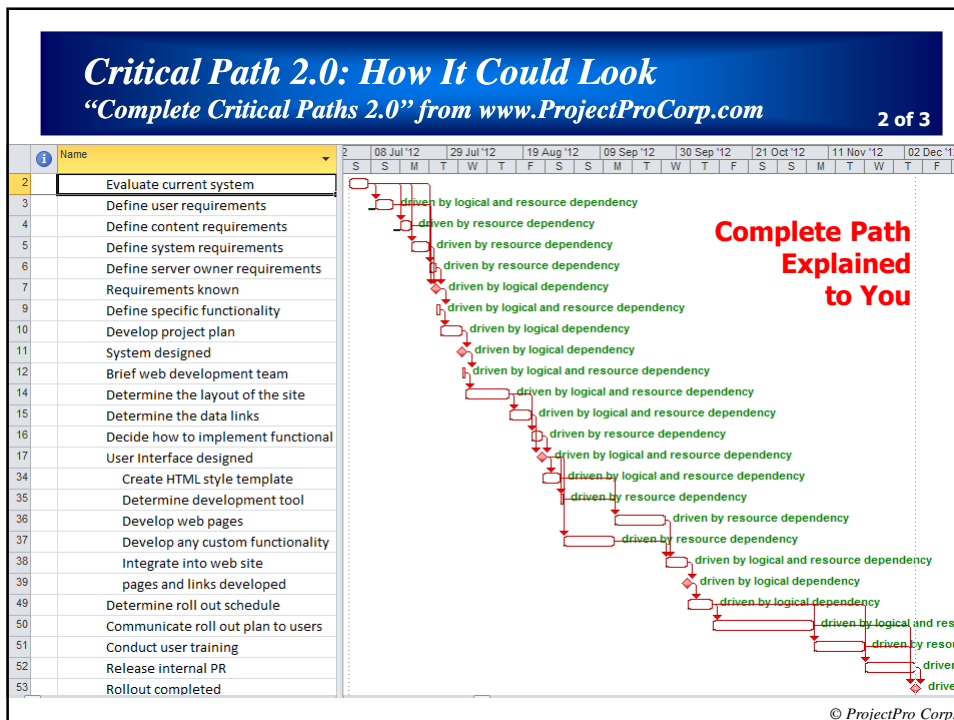 Critical Path 2.0: How It Could Look
“Complete Critical Paths 2.0” from www.ProjectProCorp.com
2 of 3
Name
2 08 Jul '12 29 Jul '12 19 Aug '12 09 Sep '12 30 Sep '12 21 Oct '12 11 Nov '12 02 Dec '1
S S M T W T F S S M T W T F S S M T W T F
2 Evaluate current system
3 Define user requirements driven by logical and resource dependency
4 Define content requirements driven by resource dependency
5 Define system requirements driven by resource dependency
6 Define server owner requirements driven by resource dependency
7 Requirements known driven by logical dependency
9 Define specific functionality driven by logical and resource dependency
10 Develop project plan driven by logical dependency
11 System designed driven by logical dependency
12 Brief web development team driven by logical and resource dependency
14 Determine the layout of the site driven by logical and resource dependency
15 Determine the data links driven by logical and resource dependency
16 Decide how to implement functional driven by resource dependency
17 User Interface designed driven by logical and resource dependency
34 Create HTML style template driven by logical and resource dependency
35 Determine development tool driven by resource dependency
36 Develop web pages driven by resource dependency
37 Develop any custom functionality driven by resource dependency
38 Integrate into web site driven by logical and resource dependency
39 pages and links developed driven by logical dependency
49 Determine roll out schedule driven by logical dependency
50 Communicate roll out plan to users driven by logical and res
51 Conduct user training driven by reso
52 Release internal PR driven
53 Rollout completed drive
Complete Path
Explained
to You
© ProjectPro Corp.